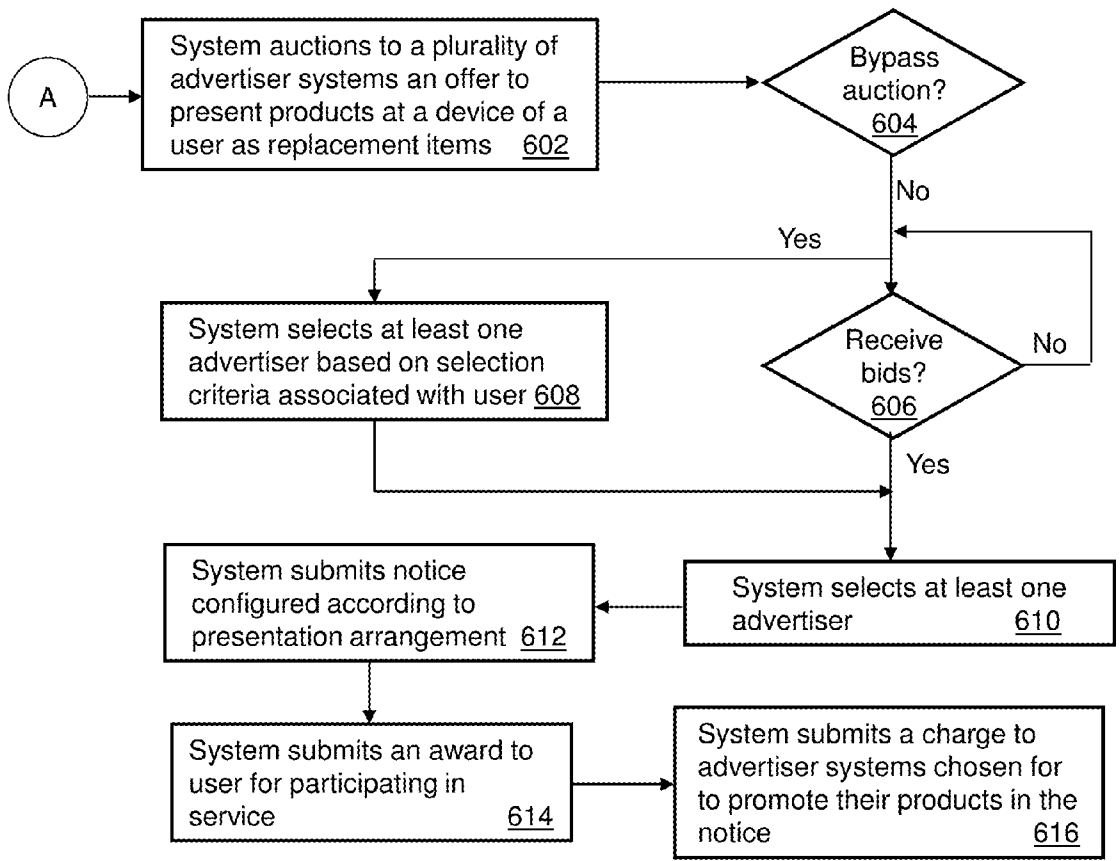 A
System auctions to a plurality of
advertiser systems an offer to
present products at a device of a
user as replacement items 602
Bypass
auction?
604
No
Yes
System selects at least one
advertiser based on selection
criteria associated with user 608
Receive
bids?
606
No
Yes
System submits notice
configured according to
presentation arrangement 612
System selects at least one
advertiser 610
System submits an award to
user for participating in
service 614
System submits a charge to
advertiser systems chosen for
to promote their products in the
notice 616